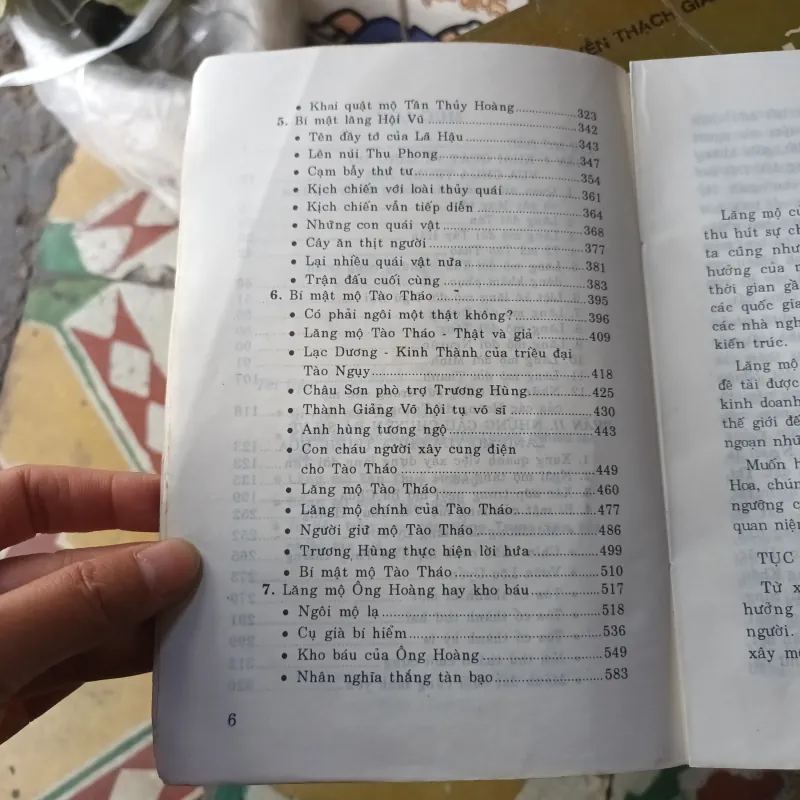 YỄN THẠCH GIA
• Khai quật mộ Tần Thủy Hoàng..........323
5. Bí mật lăng Hội Vũ..........342
• Tên đầy tớ của Lã Hậu..........343
• Lên núi Thu Phong..........347
• Cạm bẫy thứ tư..........354
• Kịch chiến với loài thủy quái..........361
• Kịch chiến vẫn tiếp diễn..........364
• Những con quái vật..........368
• Cây ăn thịt người..........377
• Lại nhiều quái vật nữa..........381
• Trận đấu cuối cùng..........383
6. Bí mật mộ Tào Tháo..........395
• Có phải ngôi một thật không?..........396
• Lăng mộ Tào Tháo - Thật và giả..........409
• Lạc Dương - Kinh Thành của triều đại
Tào Ngụy..........418
• Châu Sơn phò trợ Trương Hùng..........425
• Thành Giảng Võ hội tụ võ sĩ..........430
• Anh hùng tương ngộ..........443
• Con cháu người xây cung điện
cho Tào Tháo..........449
• Lăng mộ Tào Tháo..........460
• Lăng mộ chính của Tào Tháo..........477
• Người giữ mộ Tào Tháo..........486
• Trương Hùng thực hiện lời hứa..........499
• Bí mật mộ Tào Tháo..........510
7. Lăng mộ Ông Hoàng hay kho báu..........517
• Ngôi mộ lạ..........518
• Cụ già bí hiểm..........536
• Kho báu của Ông Hoàng..........549
• Nhân nghĩa thắng tàn bạo..........583
6
Lăng mộ củ
thu hút sự ch
ta cũng như
hưởng của n
thời gian gầ
các quốc gia
các nhà ngh
kiến trúc.
Lăng mộ
đề tài được
kinh doanh
thế giới đế
ngoạn nhữ
Muốn h
Hoa, chún
ngưỡng c
quan niệm
TỤC
Từ x
hưởng
người.
xây mộ